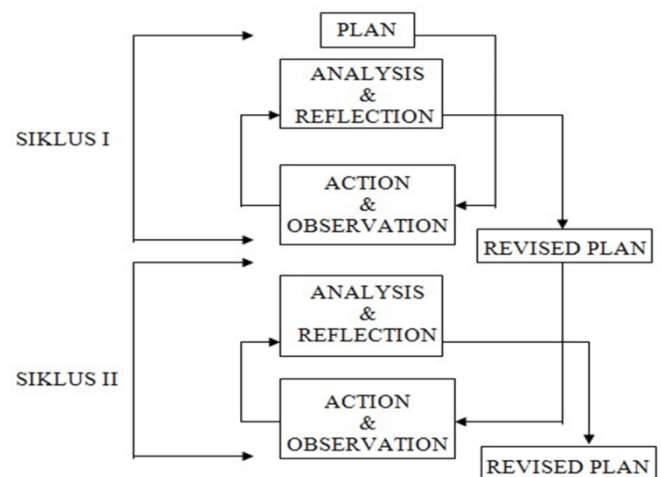 PLAN
ANALYSIS
&
REFLECTION
SIKLUS I
ACTION
&
OBSERVATION
REVISED PLAN
ANALYSIS
&
REFLECTION
SIKLUS II
ACTION
&
OBSERVATION
REVISED PLAN